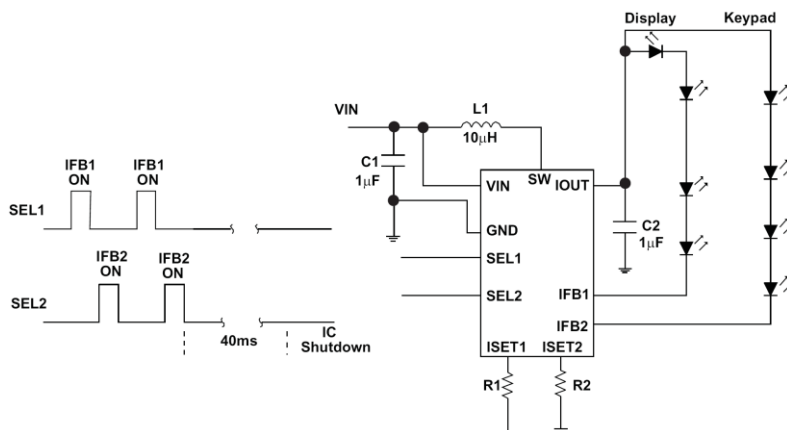 IFB1
ON
IFB1
ON
SEL1
IFB2
ON
IFB2
ON
SEL2
40ms
IC
Shutdown
Display
Keypad
VIN
L1
10μH
C1
1μF
SW
VIN
IOUT
GND
C2
1μF
SEL1
SEL2
IFB1
IFB2
ISET1
ISET2
R1
R2